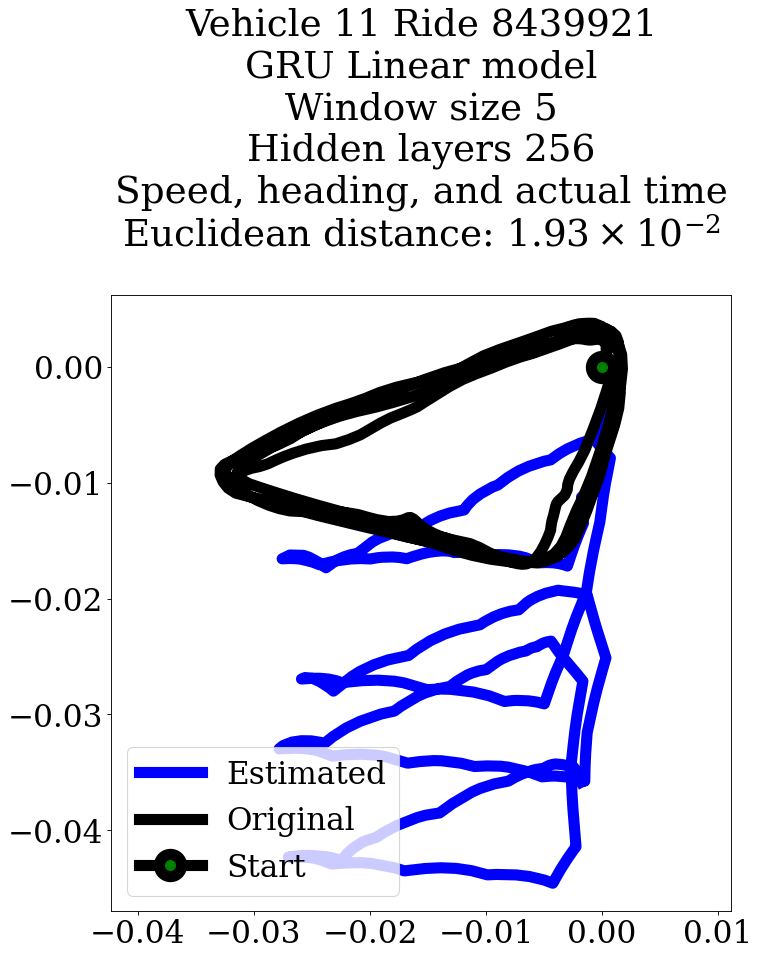 Vehicle 11 Ride 8439921
GRU Linear model
Window size 5
Hidden layers 256
Speed, heading, and actual time
Euclidean distance: 1.93 × 10⁻²
0.00
−0.01
−0.02
−0.03
−0.04
Estimated
Original
Start
−0.04 −0.03 −0.02 −0.01 0.00 0.01